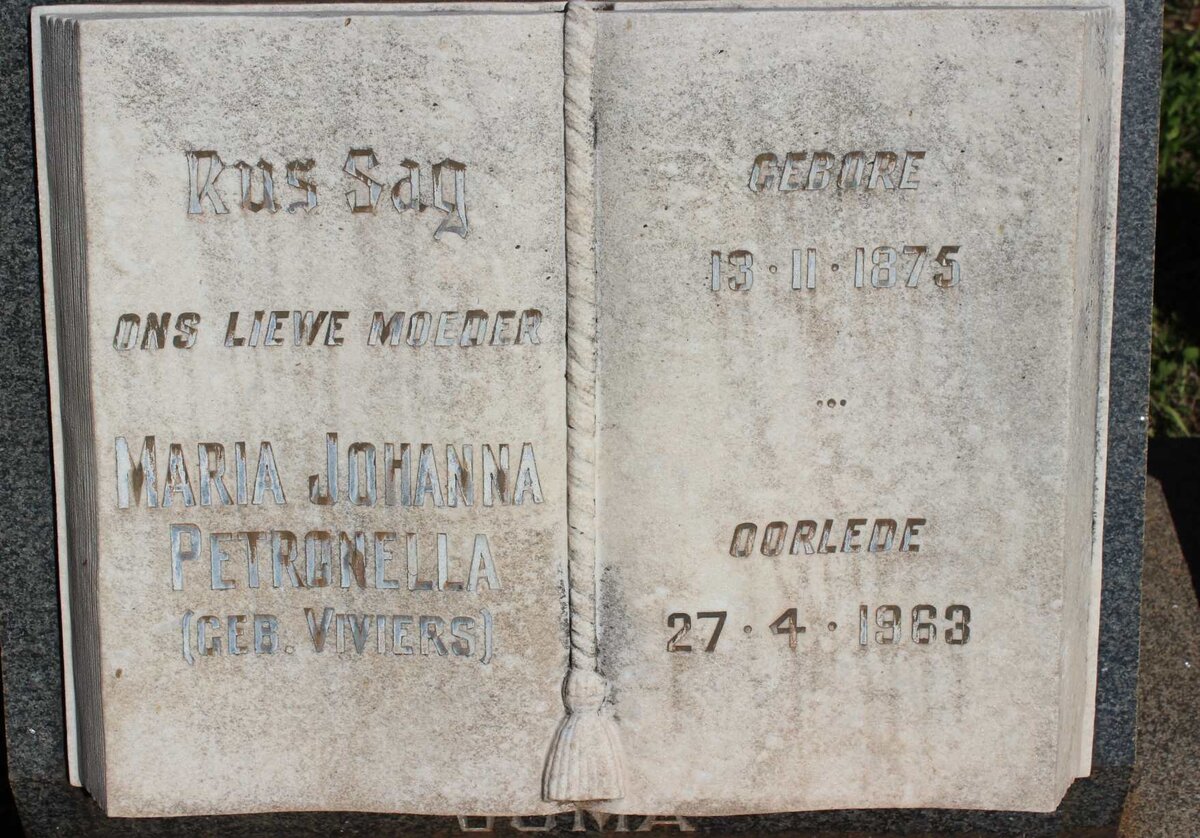 Rus Sag
ONS LIEWE MOEDER
MARIA JOHANNA
PETRONELLA
(GEB. VIVIERS)
GEBORE
13 · 11 · 1875
...
OORLEDE
27 · 4 · 1963